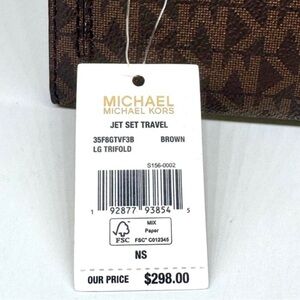 MICHAEL
MICHAEL KORS
JET SET TRAVEL
35F8GTVF3B BROWN
LG TRIFOLD
S156-0002
1 92877 93854 5
FSC
MIX
Paper
FSC® C012345
NS
OUR PRICE $298.00